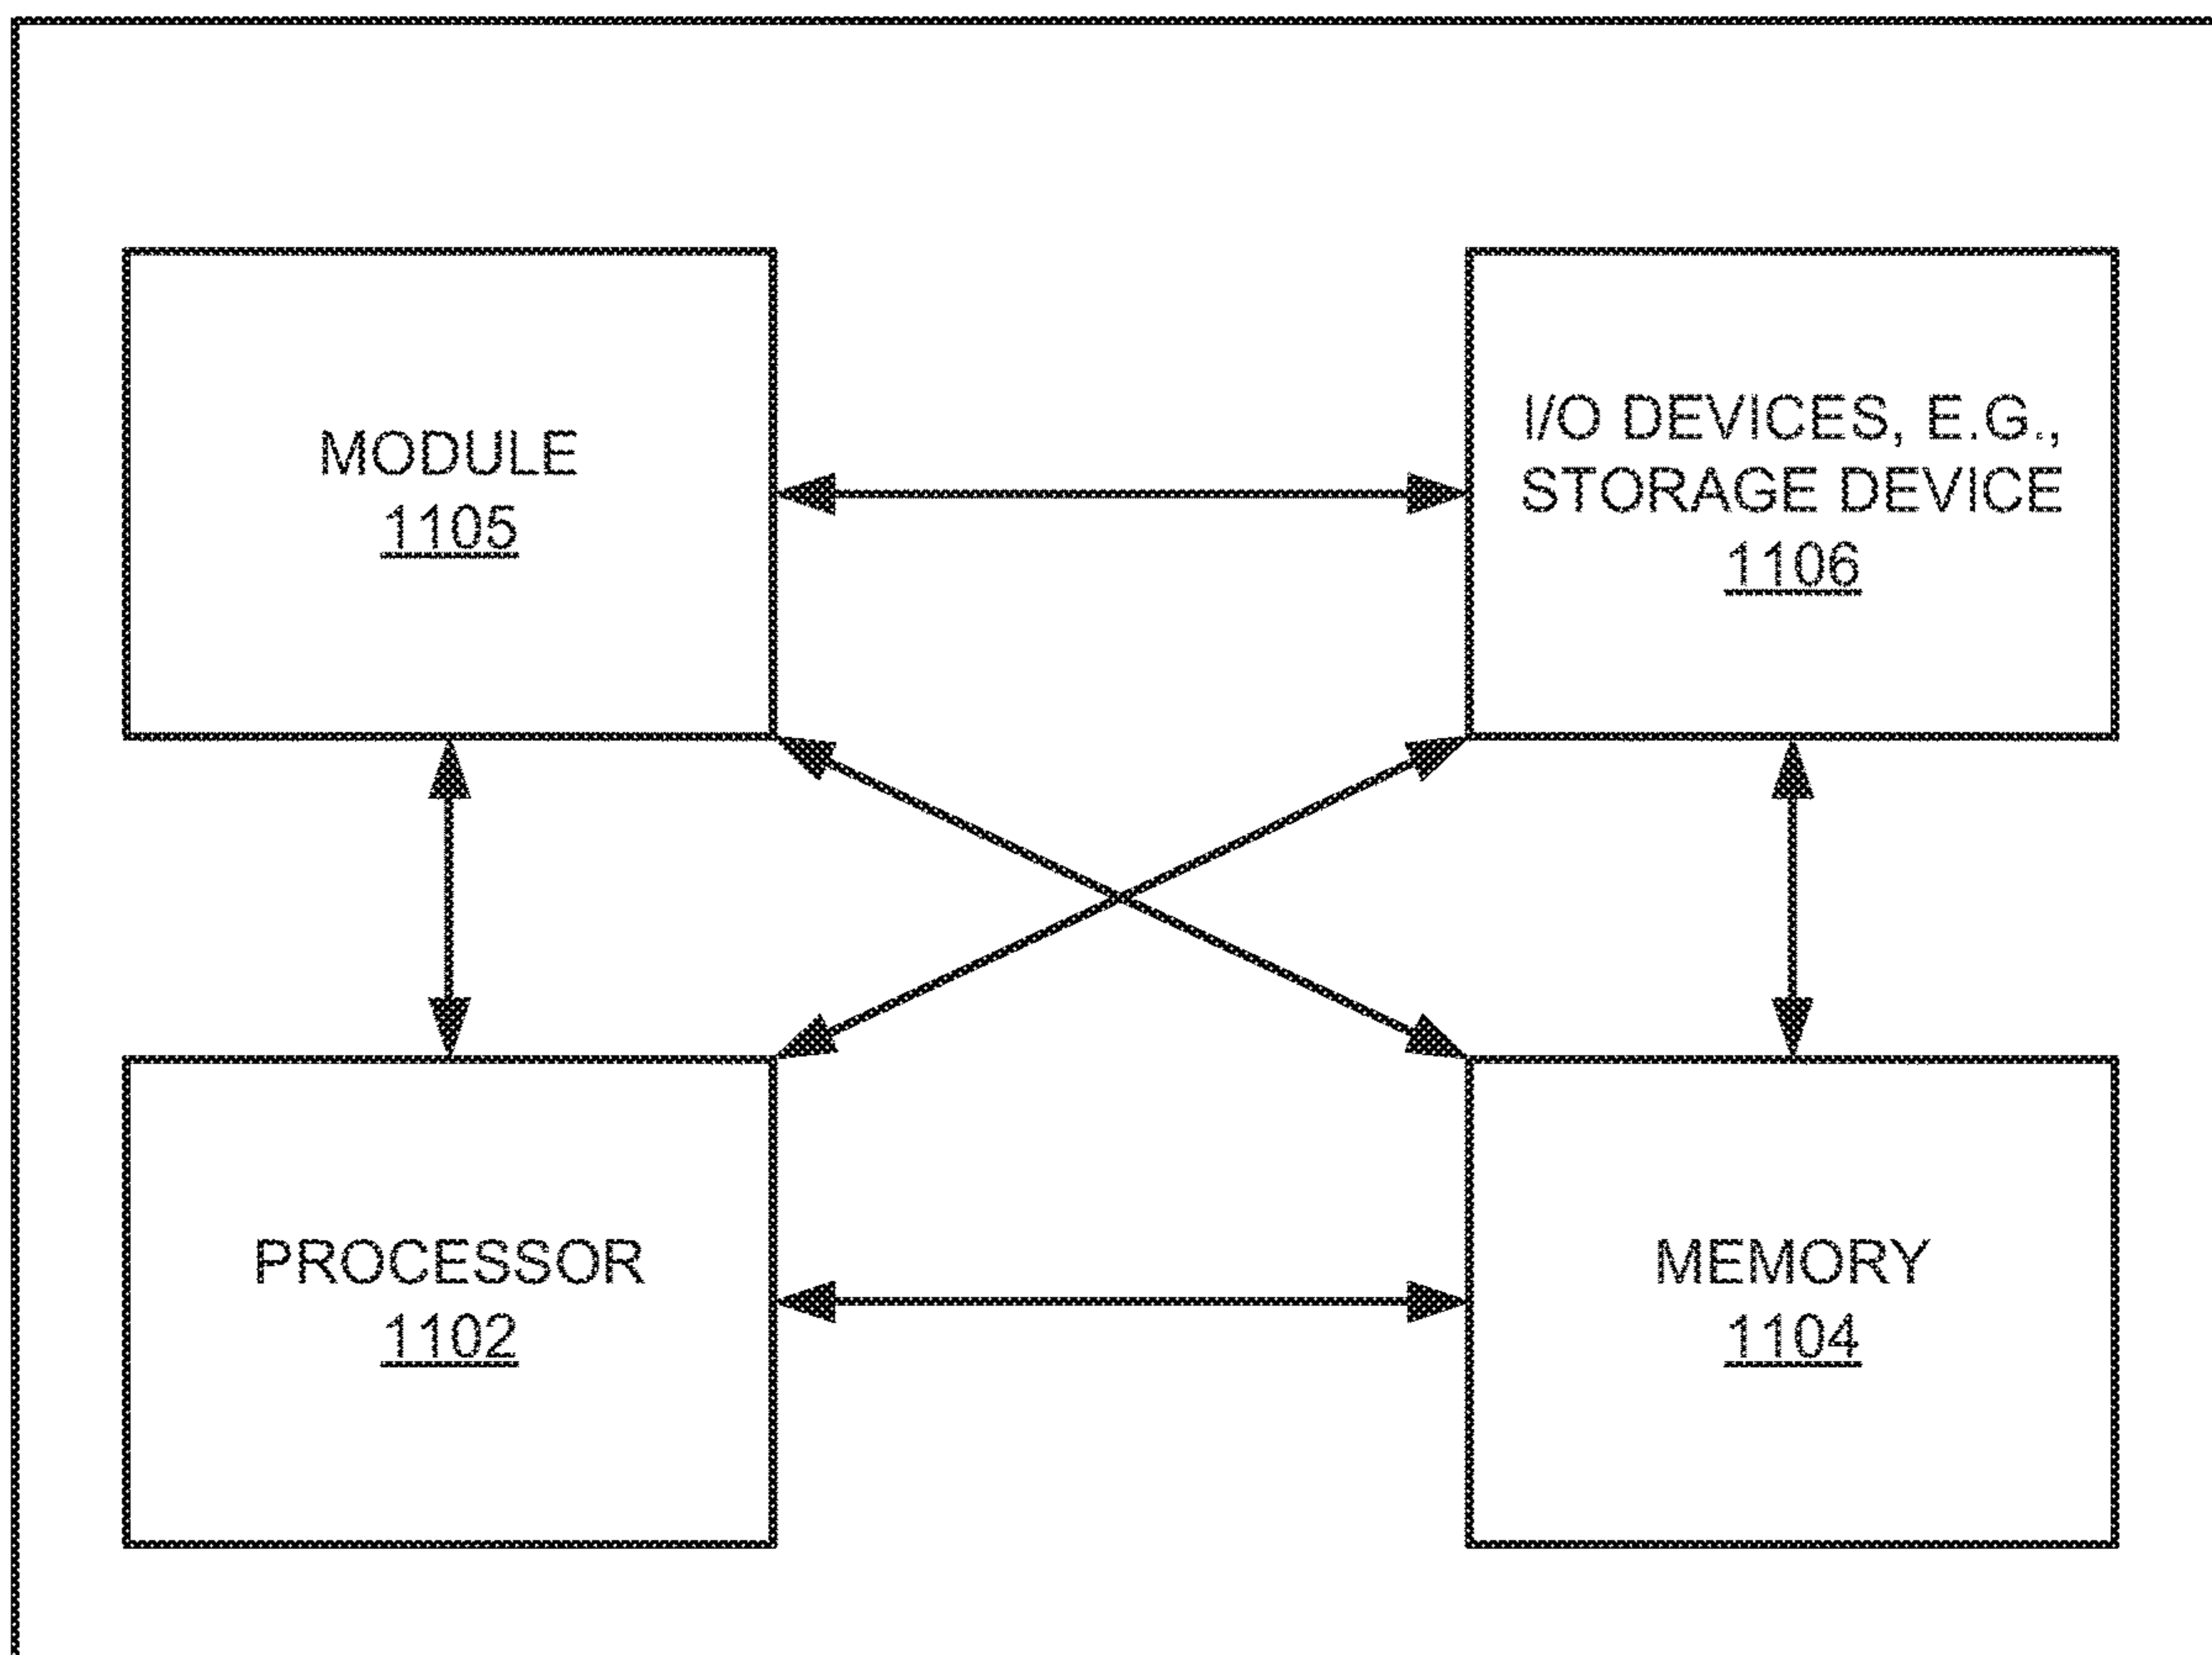 MODULE
1105
I/O DEVICES, E.G.,
STORAGE DEVICE
1106
PROCESSOR
1102
MEMORY
1104